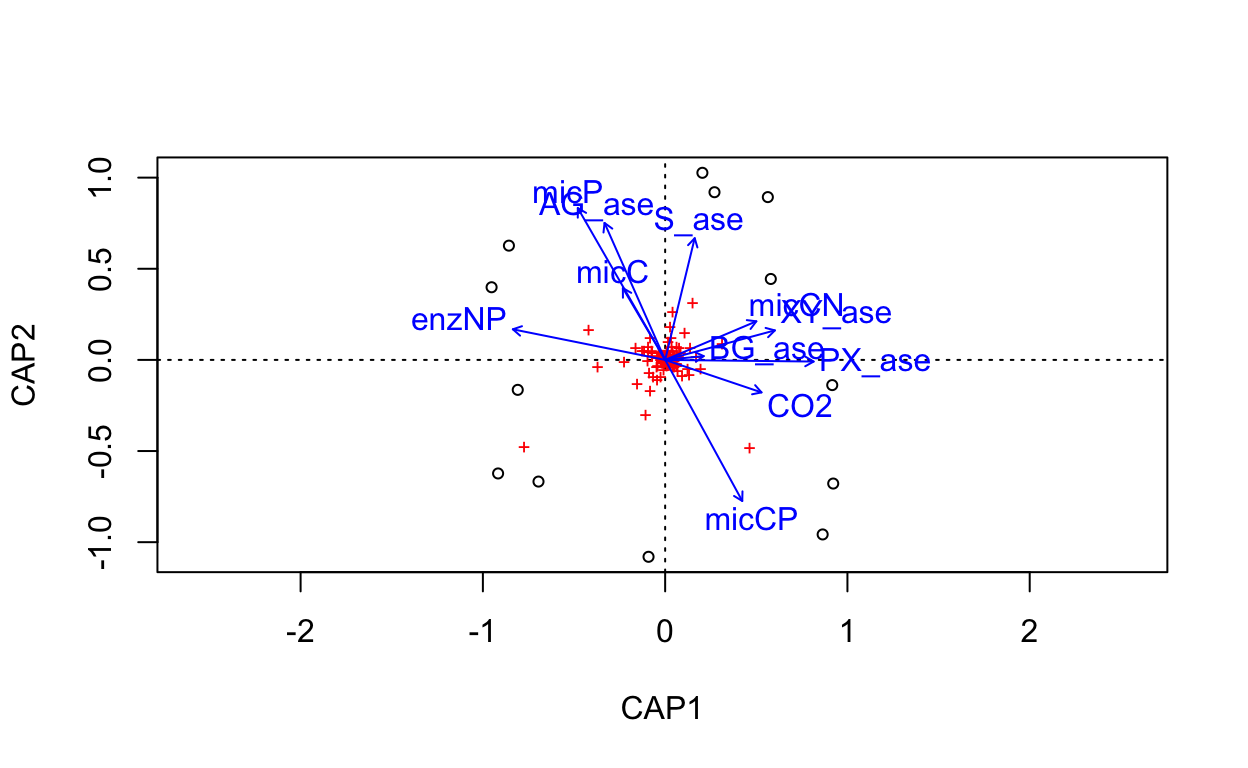 1.0
0.5
0.0
-0.5
-1.0
CAP2
micP
AG_ase
S_ase
micC
enzNP
micCN
XY_ase
BG_ase
PX_ase
CO2
micCP
-2
-1
0
1
2
CAP1